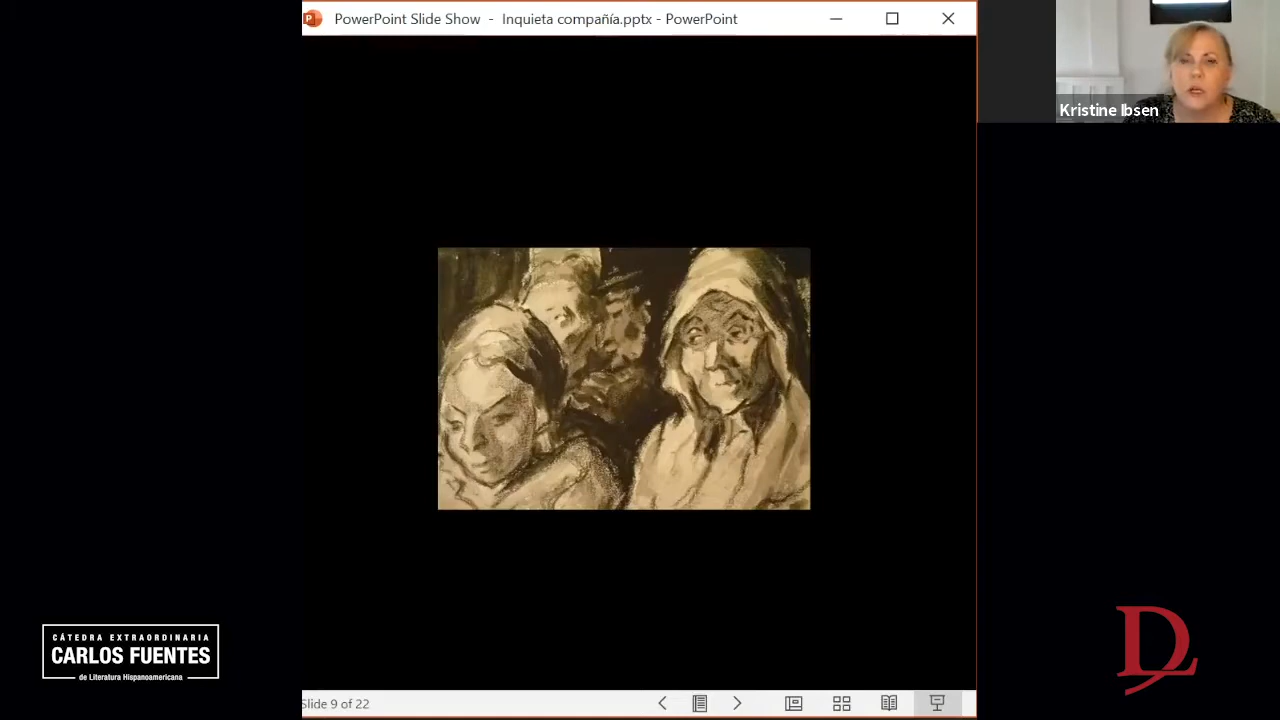 PowerPoint Slide Show - Inquieta compañía.pptx - PowerPoint
Kristine Ibsen
CÁTEDRA EXTRAORDINARIA
CARLOS FUENTES
de Literatura Hispanoamericana
Slide 9 of 22